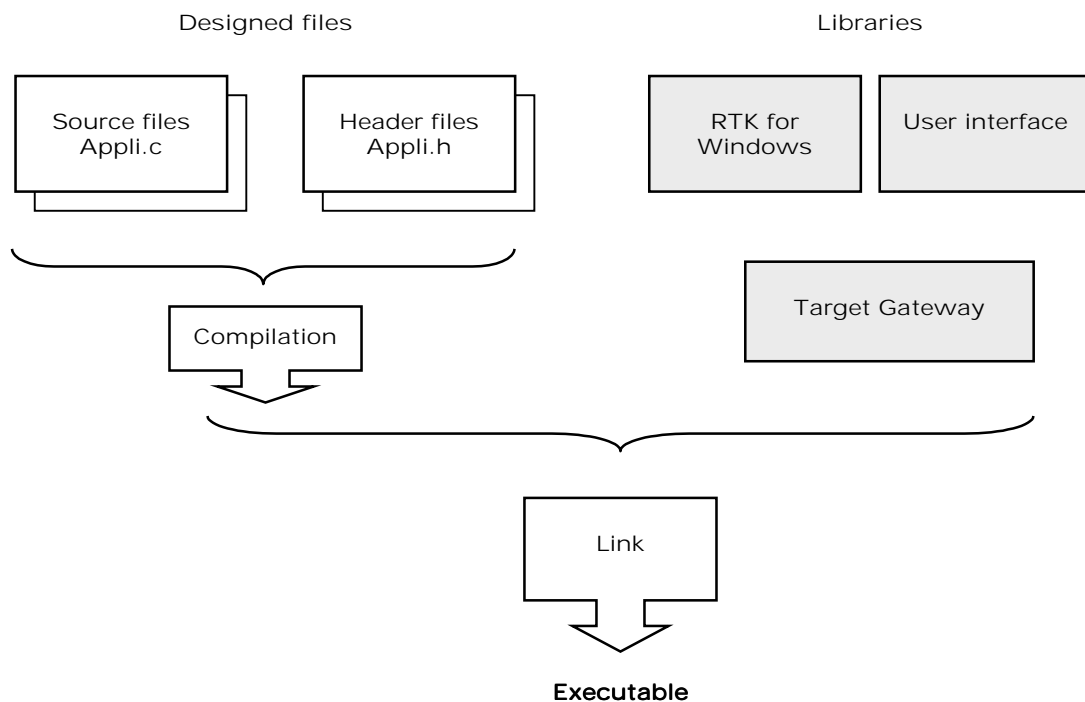 Designed files
Libraries
Source files
Appli.c
Header files
Appli.h
RTK for
Windows
User interface
Target Gateway
Compilation
Link
Executable